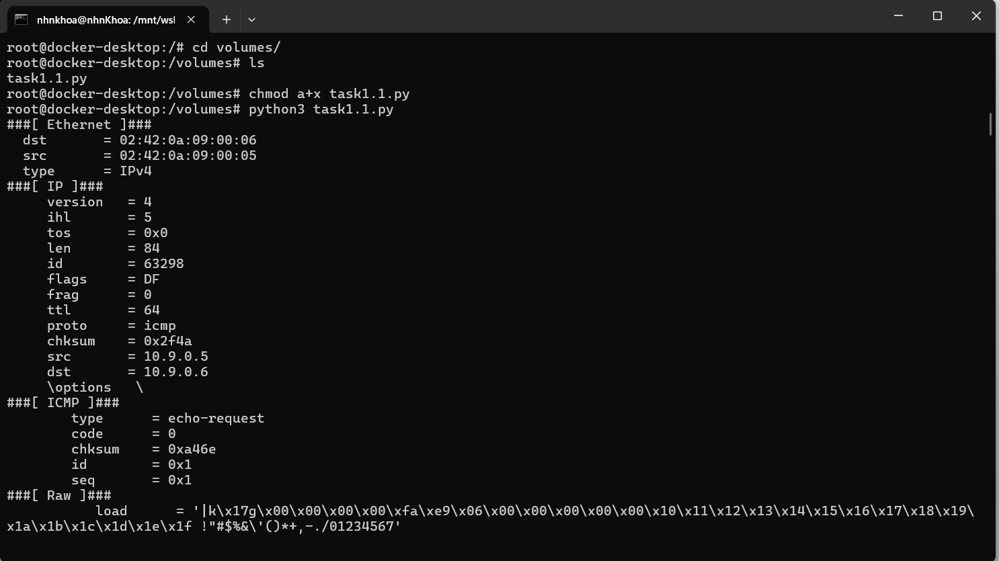 nhnkhoa@nhnKhoa: /mnt/wsl
root@docker-desktop:/# cd volumes/
root@docker-desktop:/volumes# ls
task1.1.py
root@docker-desktop:/volumes# chmod a+x task1.1.py
root@docker-desktop:/volumes# python3 task1.1.py
###[ Ethernet ]###
  dst       = 02:42:0a:09:00:06
  src       = 02:42:0a:09:00:05
  type      = IPv4
###[ IP ]###
     version   = 4
     ihl       = 5
     tos       = 0x0
     len       = 84
     id        = 63298
     flags     = DF
     frag      = 0
     ttl       = 64
     proto     = icmp
     chksum    = 0x2f4a
     src       = 10.9.0.5
     dst       = 10.9.0.6
     \options   \
###[ ICMP ]###
        type      = echo-request
        code      = 0
        chksum    = 0xa46e
        id        = 0x1
        seq       = 0x1
###[ Raw ]###
           load      = '|k\x17g\x00\x00\x00\x00\xfa\xe9\x06\x00\x00\x00\x00\x00\x10\x11\x12\x13\x14\x15\x16\x17\x18\x19\
\x1a\x1b\x1c\x1d\x1e\x1f !"#$%&\'()*+,-./01234567'